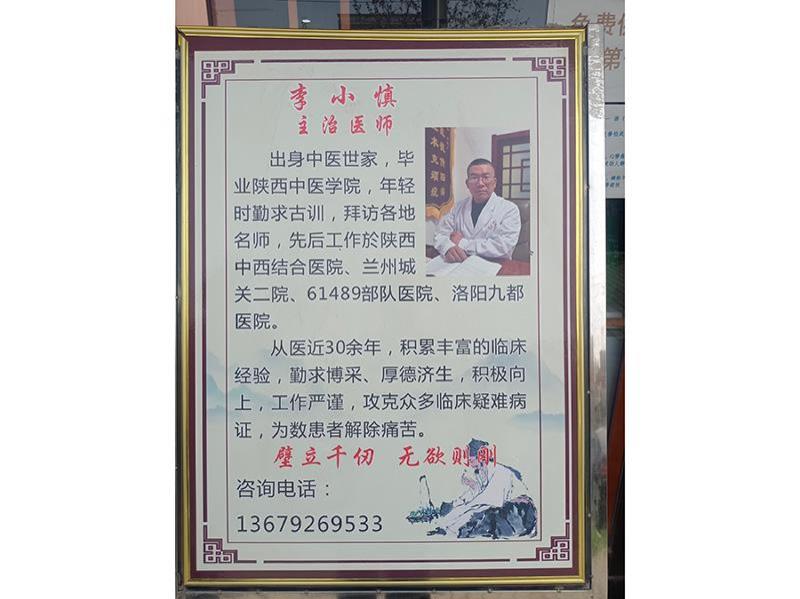 李小慎
主治医师
出身中医世家，毕
业陕西中医学院，年轻
时勤求古训，拜访各地
名师，先后工作於陕西
中西结合医院、兰州城
关二院、61489部队医院、洛阳九都
医院。
从医近30余年，积累丰富的临床
经验，勤求博采、厚德济生，积极向
上，工作严谨，攻克众多临床疑难病
证，为数患者解除痛苦。
壁立千仞 无欲则刚
咨询电话：
13679269533
免费
第